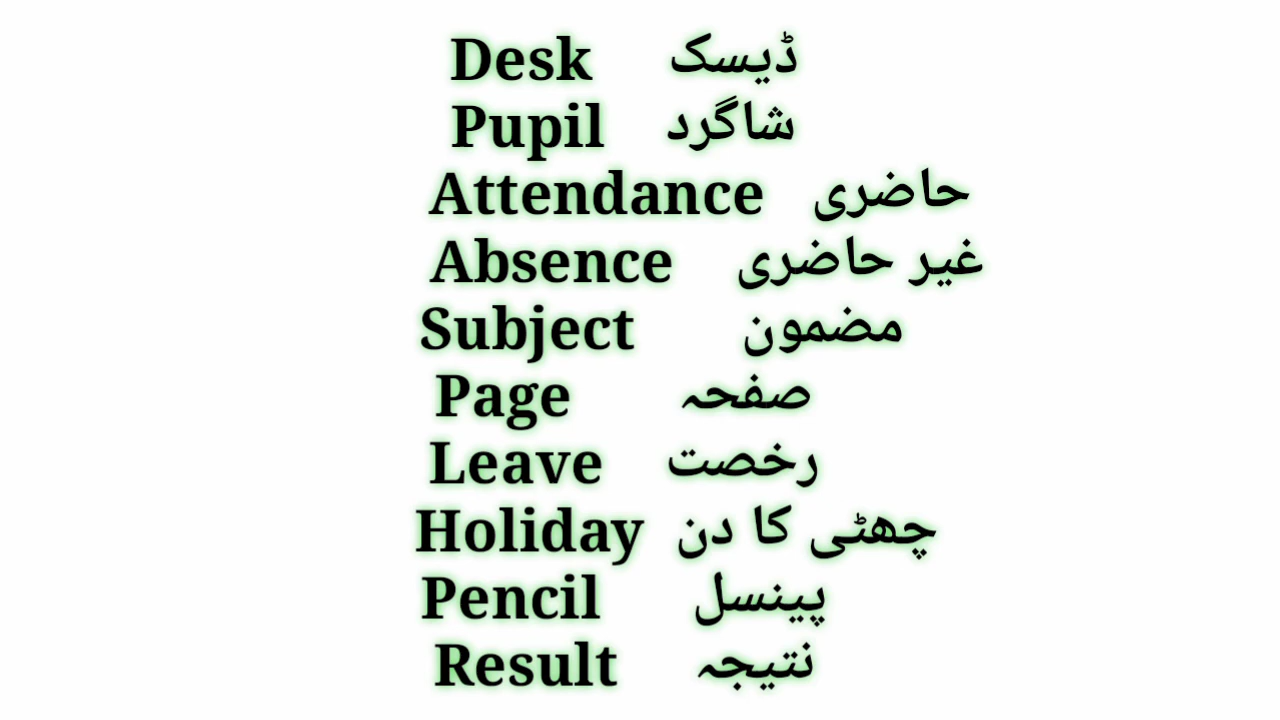 Desk ڈیسک
Pupil شاگرد
Attendance حاضری
Absence غیر حاضری
Subject مضمون
Page صفحہ
Leave رخصت
Holiday چھٹی کا دن
Pencil پینسل
Result نتیجہ